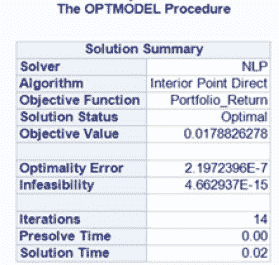 The OPTMODEL Procedure
Solution Summary
Solver NLP
Algorithm Interior Point Direct
Objective Function Portfolio_Return
Solution Status Optimal
Objective Value 0.0178826278
Optimality Error 2.1972396E-7
Infeasibility 4.662937E-15
Iterations 14
Presolve Time 0.00
Solution Time 0.02